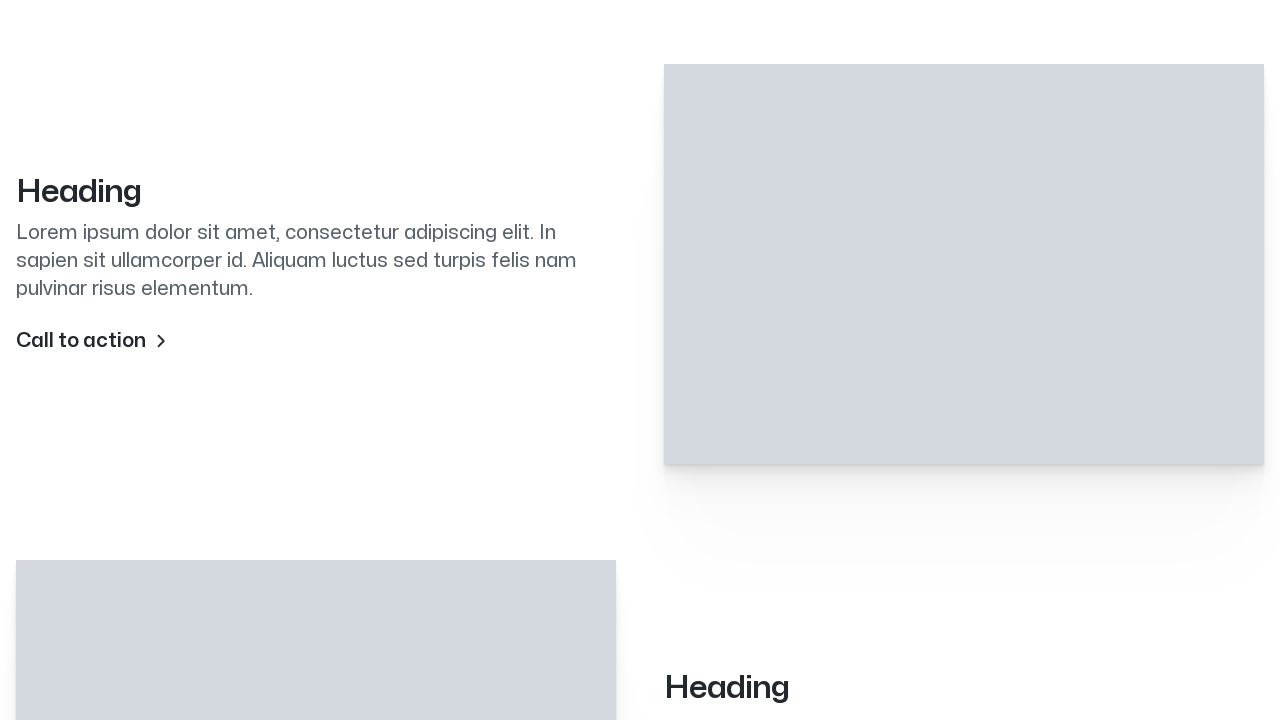 Heading
Lorem ipsum dolor sit amet, consectetur adipiscing elit. In
sapien sit ullamcorper id. Aliquam luctus sed turpis felis nam
pulvinar risus elementum.
Call to action
Heading